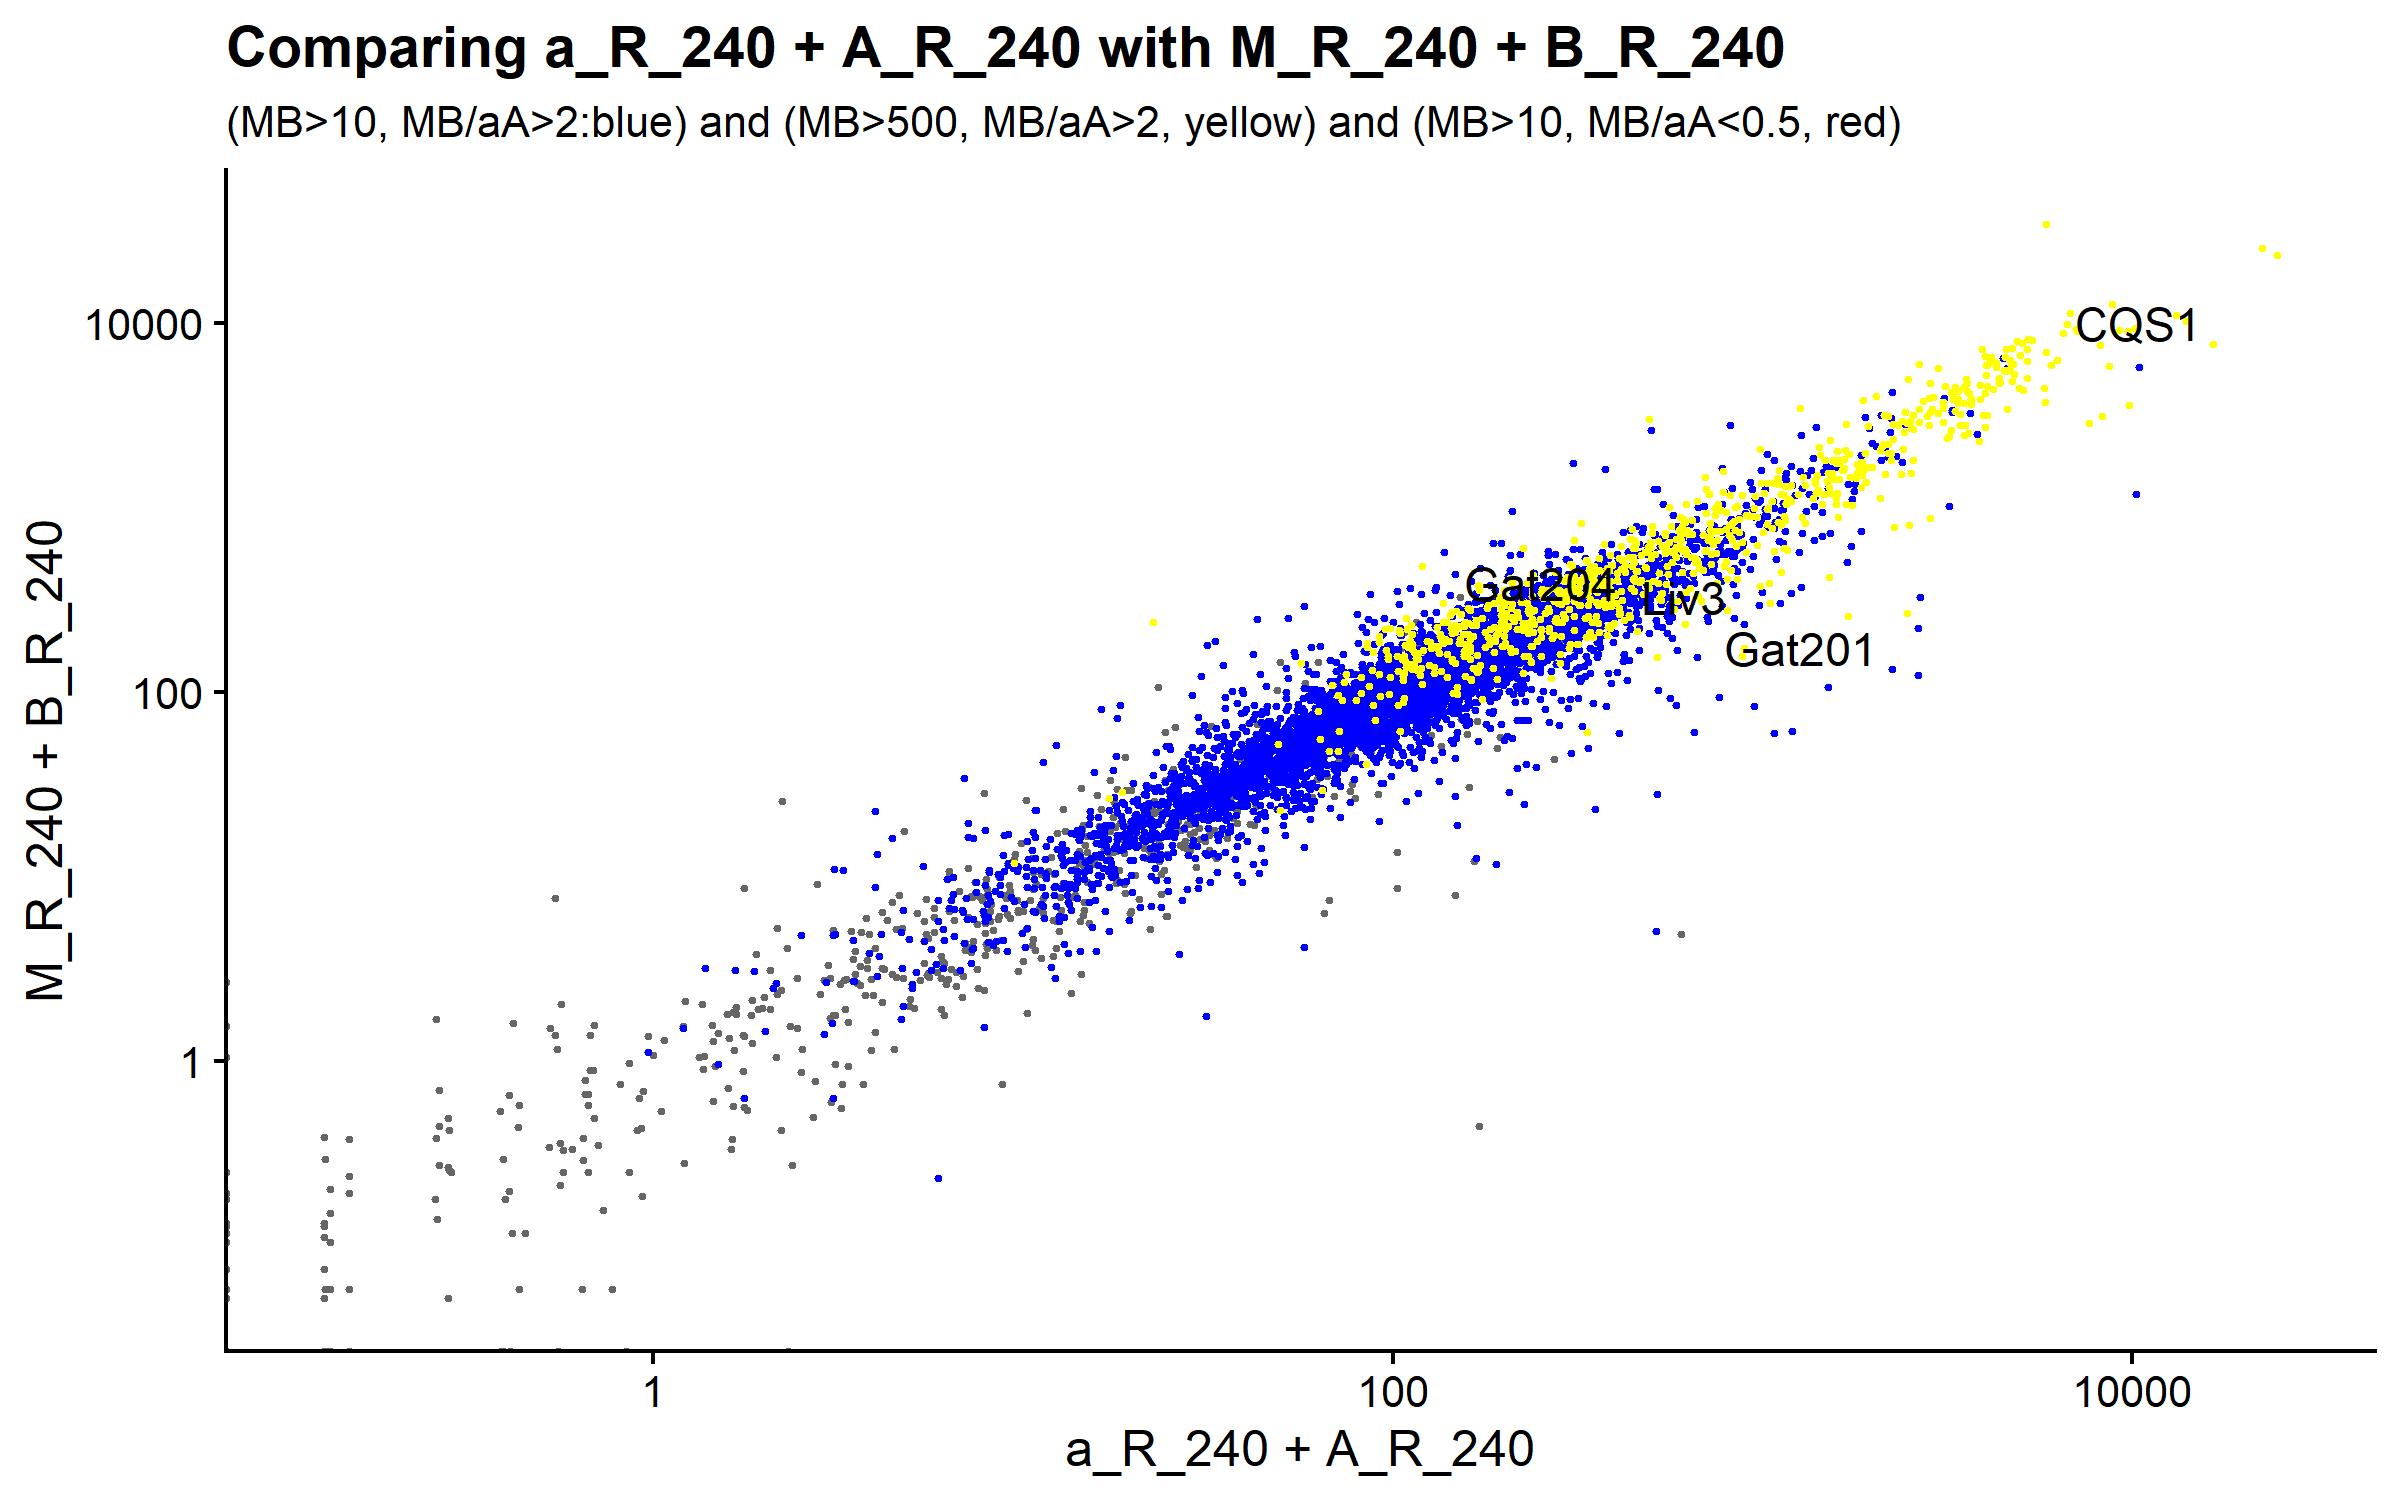 Comparing a_R_240 + A_R_240 with M_R_240 + B_R_240
(MB>10, MB/aA>2:blue) and (MB>500, MB/aA>2, yellow) and (MB>10, MB/aA<0.5, red)
M_R_240 + B_R_240
10000
100
1
CQS1
Gat204
Liv3
Gat201
1
100
10000
a_R_240 + A_R_240